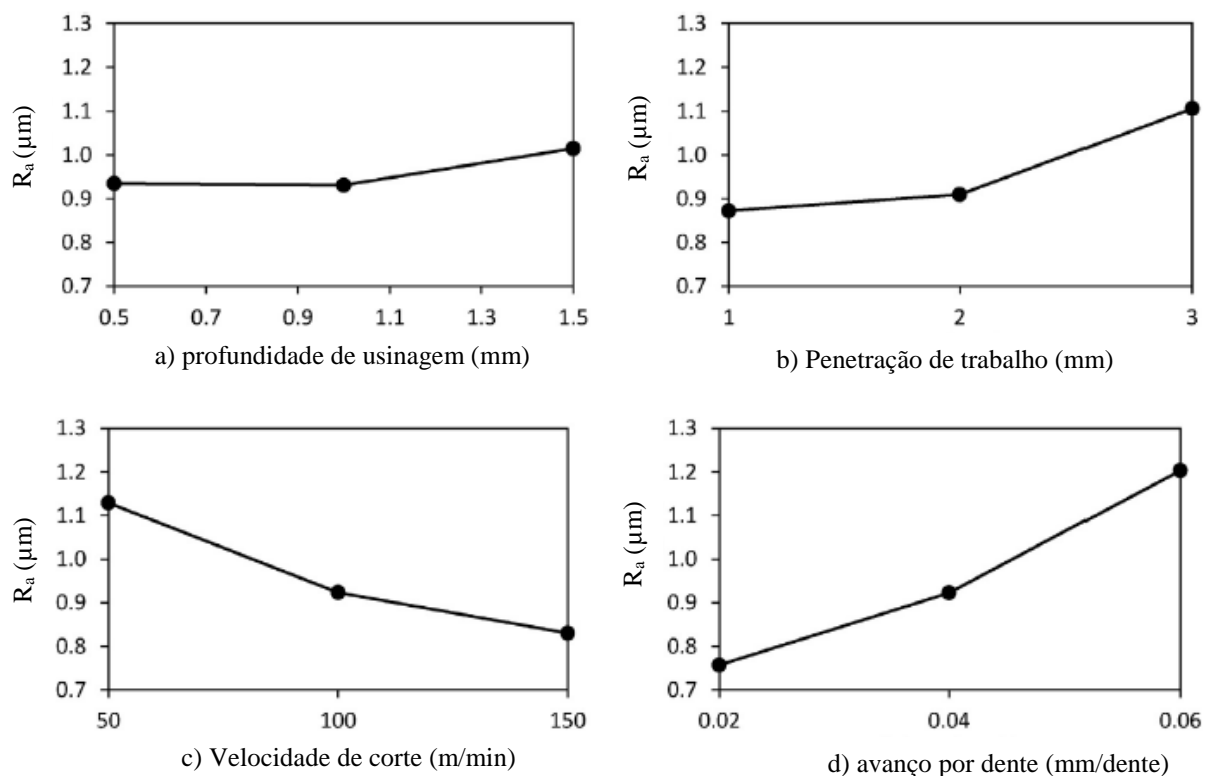 1.3
1.2
1.1
1.0
0.9
0.8
0.7
Rₐ (µm)
0.5 0.7 0.9 1.1 1.3 1.5
a) profundidade de usinagem (mm)
1.3
1.2
1.1
1.0
0.9
0.8
0.7
Rₐ (µm)
1 2 3
b) Penetração de trabalho (mm)
1.3
1.2
1.1
1.0
0.9
0.8
0.7
Rₐ (µm)
50 100 150
c) Velocidade de corte (m/min)
1.3
1.2
1.1
1.0
0.9
0.8
0.7
Rₐ (µm)
0.02 0.04 0.06
d) avanço por dente (mm/dente)